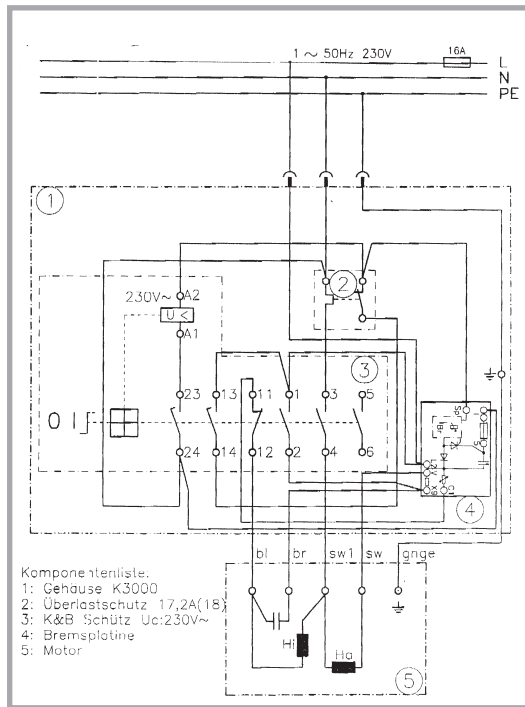 1 ~ 50Hz 230V
16A
L
N
PE
1
2
230V~
A2
U <
A1
3
23
13
11
1
3
5
0 I
24
14
12
2
4
6
4
bl
br
sw1
sw
gnge
Komponentenliste:
1: Gehäuse K3000
2: Überlastschutz 17,2A(18)
3: K&B Schütz Uc:230V~
4: Bremsplatine
5: Motor
Hi
Ha
5